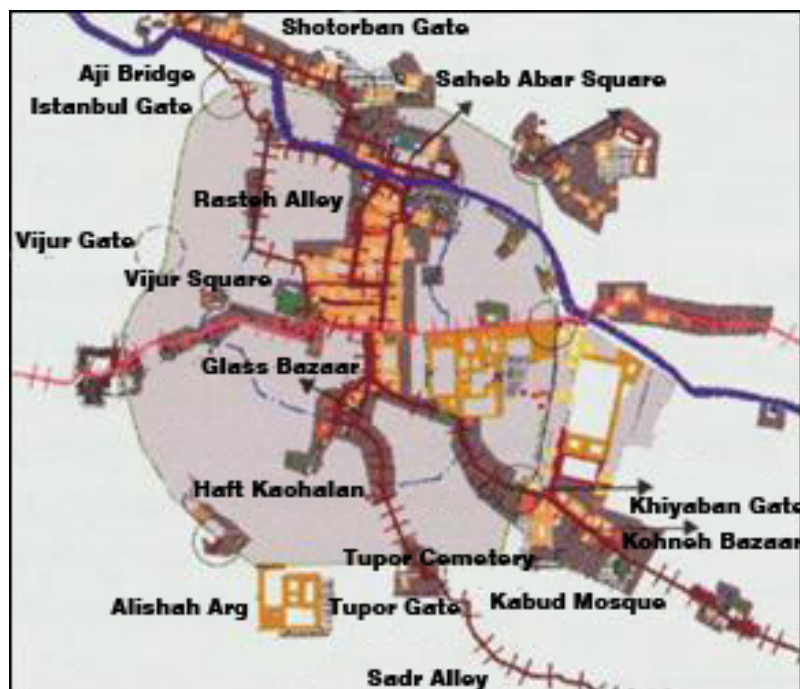 Shotorban Gate
Aji Bridge
Saheb Abar Square
Istanbul Gate
Rasteh Alley
Vijur Gate
Vijur Square
Glass Bazaar
Haft Kaohalan
Khiyaban Gate
Kohneh Bazaar
Tupor Cemetery
Alishah Arg
Tupor Gate
Kabud Mosque
Sadr Alley